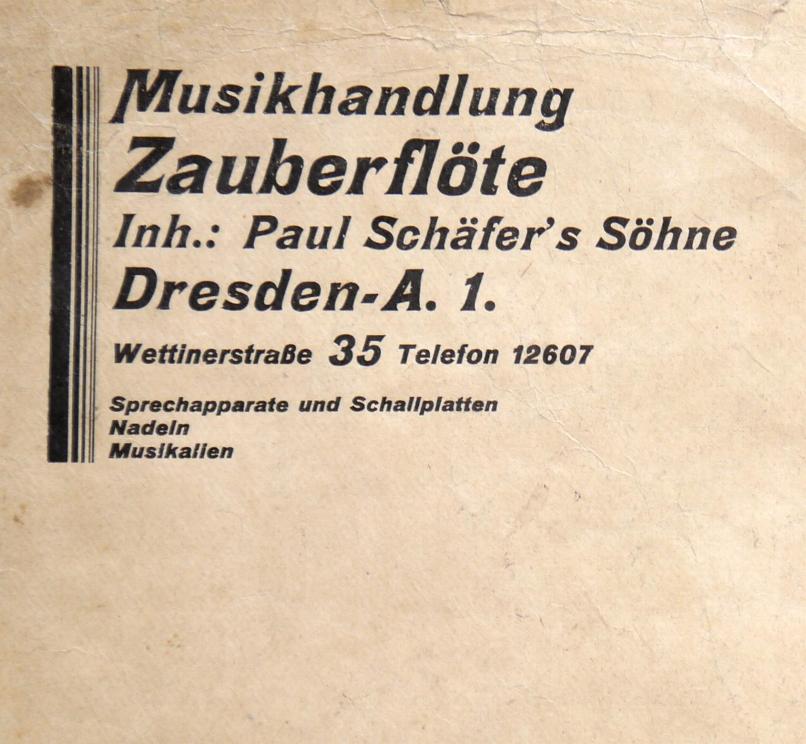 Musikhandlung
Zauberflöte
Inh.: Paul Schäfer's Söhne
Dresden-A. 1.
Wettinerstraße 35 Telefon 12607
Sprechapparate und Schallplatten
Nadeln
Musikalien